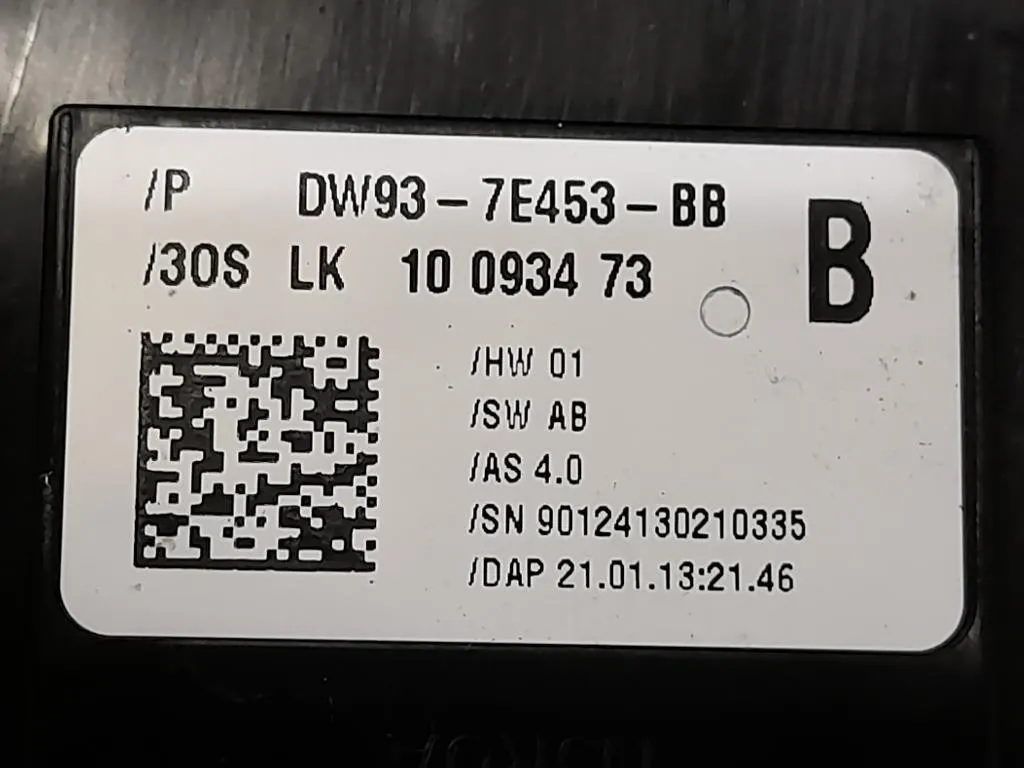 /P DW93-7E453-BB
B
/3OS LK 10 0934 73
/HW 01
/SW AB
/AS 4.0
/SN 90124130210335
/DAP 21.01.13:21.46